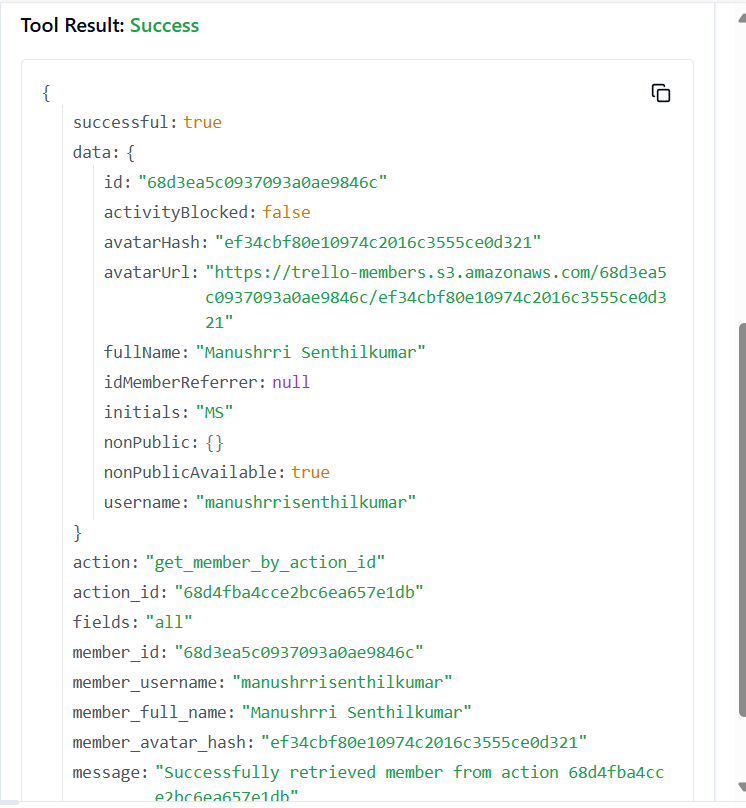 Tool Result: Success
{
successful: true
data: {
id: "68d3ea5c0937093a0ae9846c"
activityBlocked: false
avatarHash: "ef34cbf80e10974c2016c3555ce0d321"
avatarUrl: "https://trello-members.s3.amazonaws.com/68d3ea5
c0937093a0ae9846c/ef34cbf80e10974c2016c3555ce0d3
21"
fullName: "Manushrri Senthilkumar"
idMemberReferrer: null
initials: "MS"
nonPublic: {}
nonPublicAvailable: true
username: "manushrrisenthilkumar"
}
action: "get_member_by_action_id"
action_id: "68d4fba4cce2bc6ea657e1db"
fields: "all"
member_id: "68d3ea5c0937093a0ae9846c"
member_username: "manushrrisenthilkumar"
member_full_name: "Manushrri Senthilkumar"
member_avatar_hash: "ef34cbf80e10974c2016c3555ce0d321"
message: "Successfully retrieved member from action 68d4fba4cc
e2bc6ea657e1db"